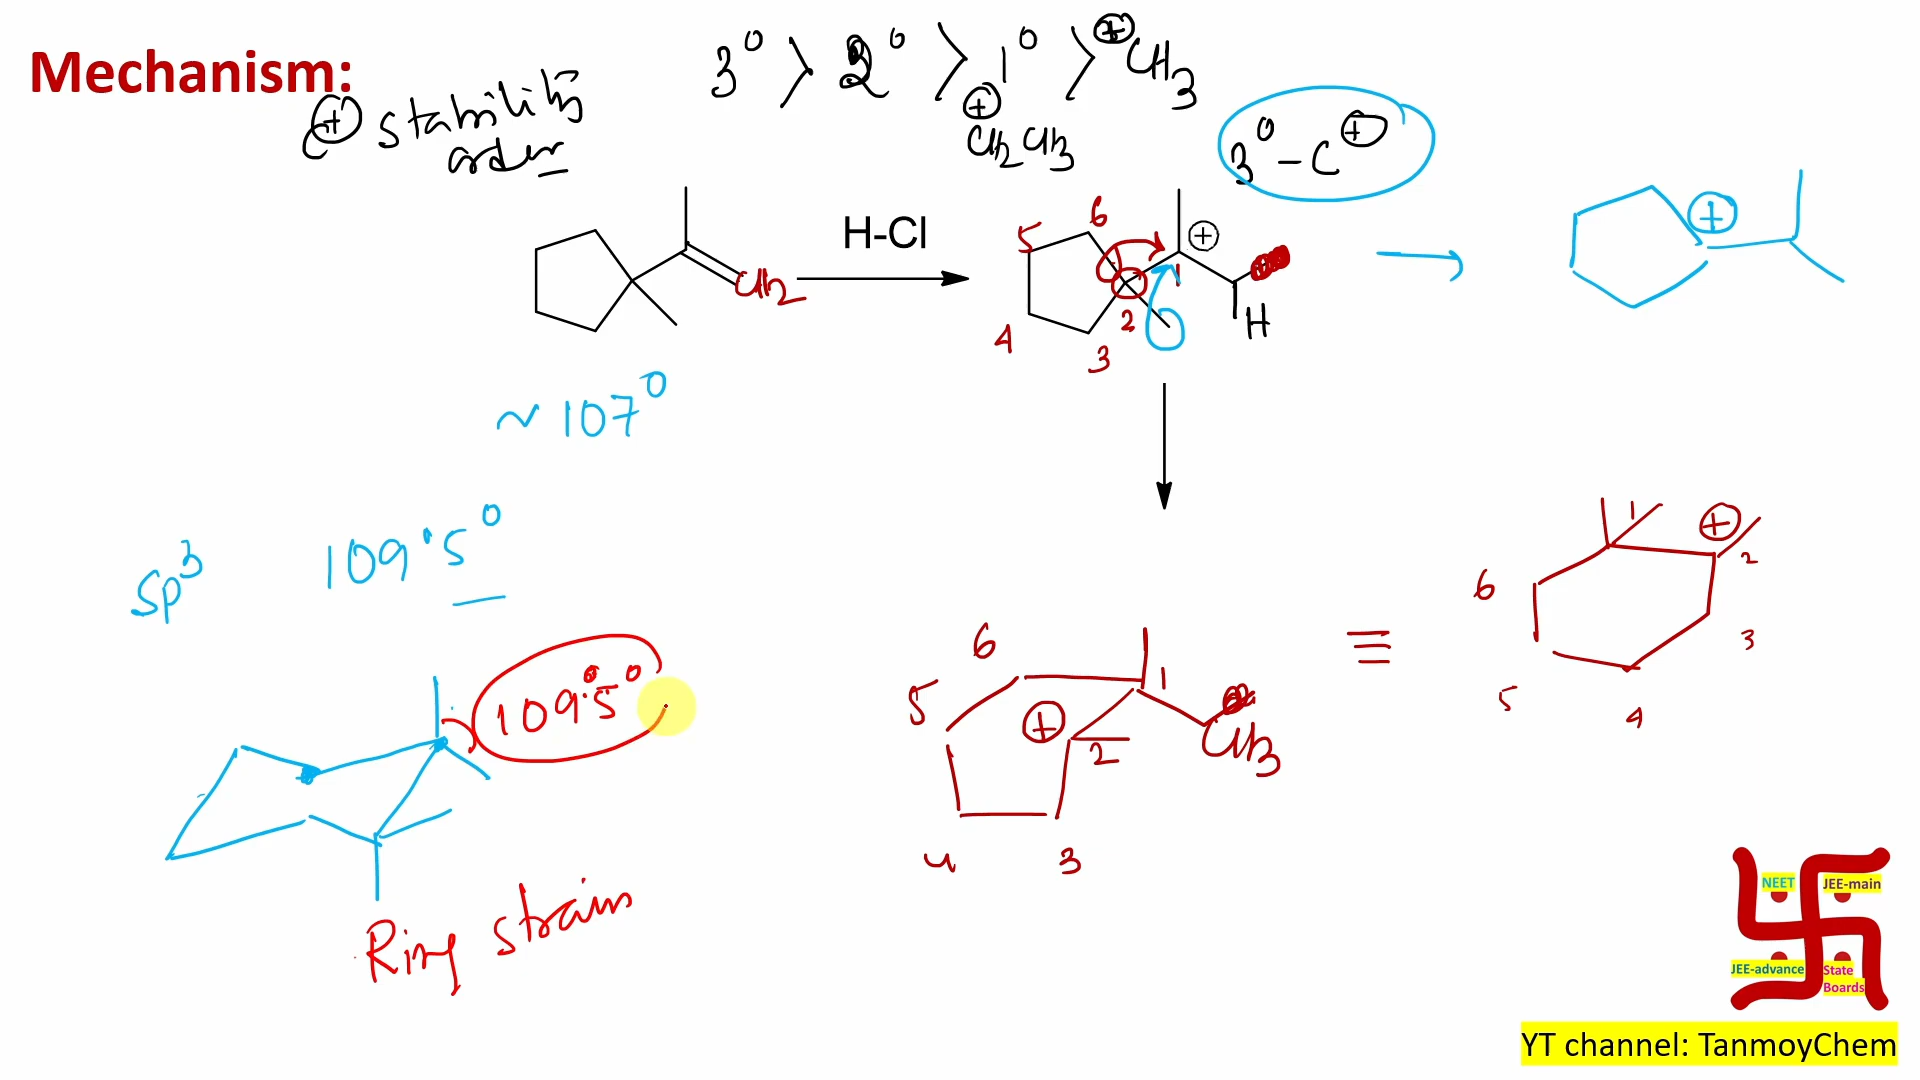 Mechanism:
⊕ stability
order
3° > 2° > 1° > ⊕CH3
⊕
CH2CH3
3° – C⊕
H-Cl
CH2
⊕
⊕
6
5
1
2
H
4
3
~ 107°
sp3 109.5°
109.5°
Ring strain
6
5
1
⊕
2
CH3
4
3
≡
1
⊕
2
6
3
5
4
NEET
JEE-main
JEE-advance
State
Boards
YT channel: TanmoyChem